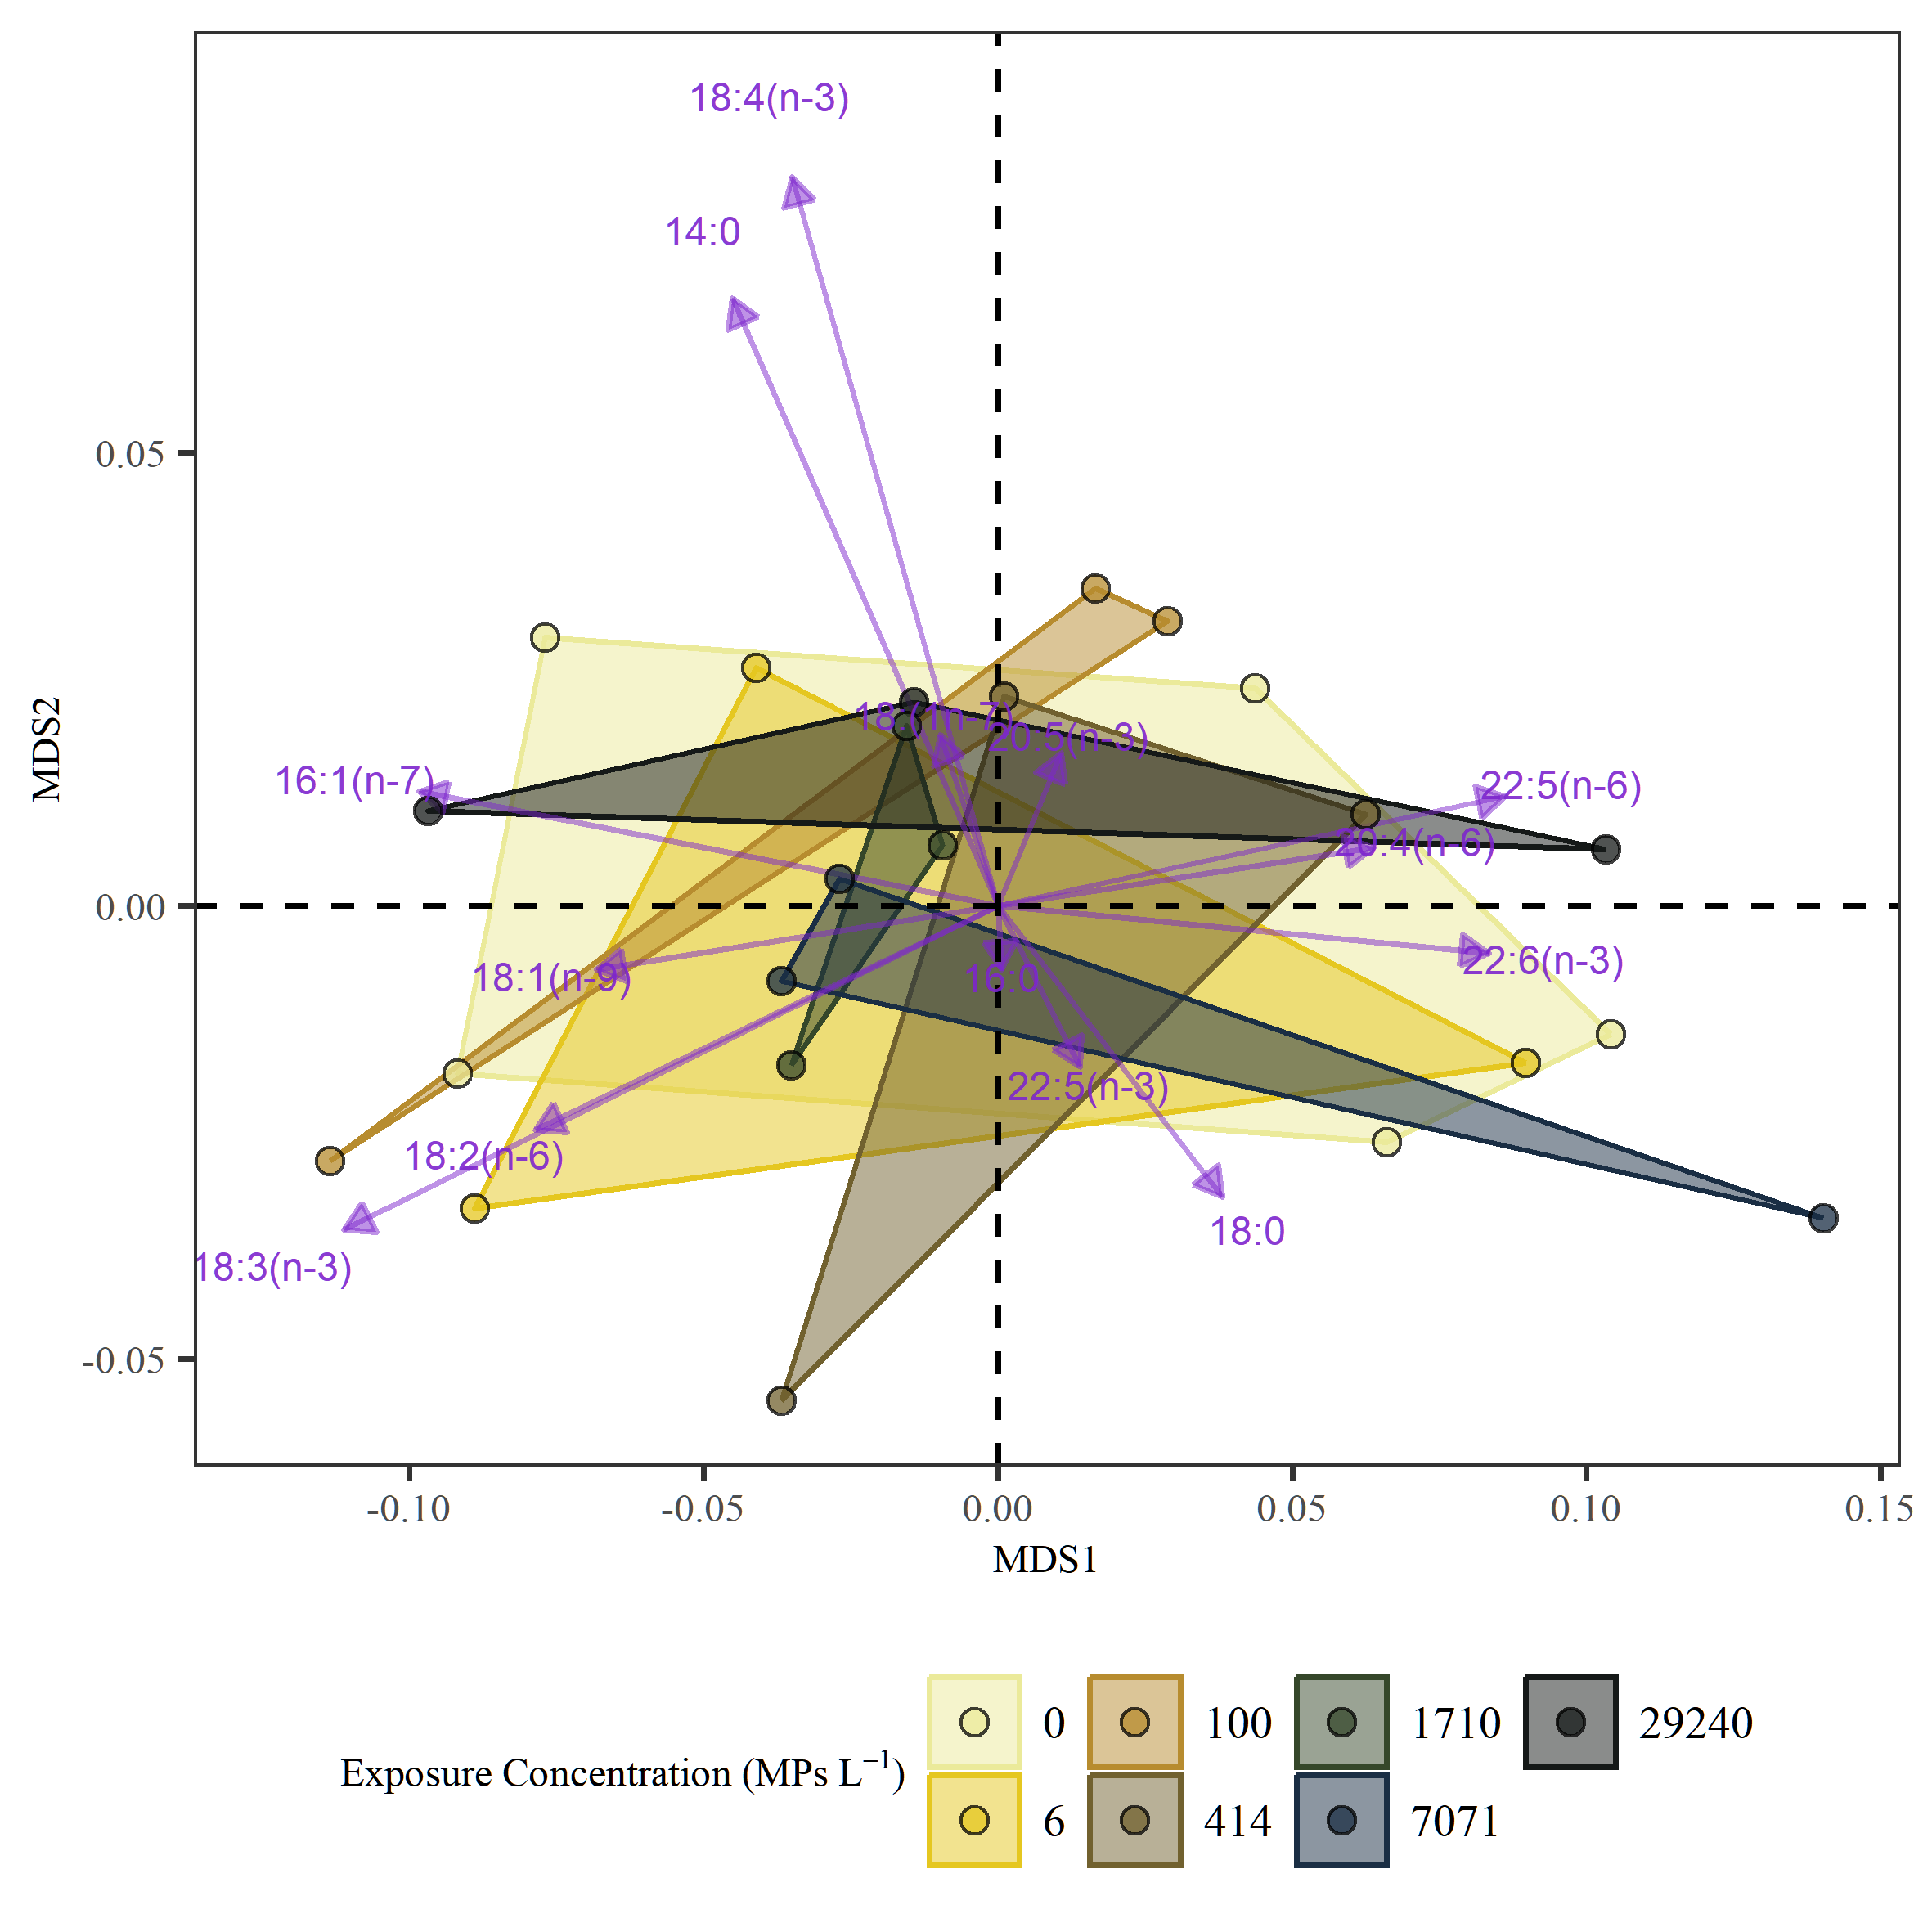 18:4(n-3)
14:0
0.05
MDS2
18:(1n-7)
20:5(n-3)
16:1(n-7)
22:5(n-6)
20:4(n-6)
0.00
18:1(n-9)
16:0
22:6(n-3)
22:5(n-3)
18:2(n-6)
18:0
18:3(n-3)
-0.05
-0.10 -0.05 0.00 0.05 0.10 0.15
MDS1
0 100 1710 29240
Exposure Concentration (MPs L⁻¹)
6 414 7071